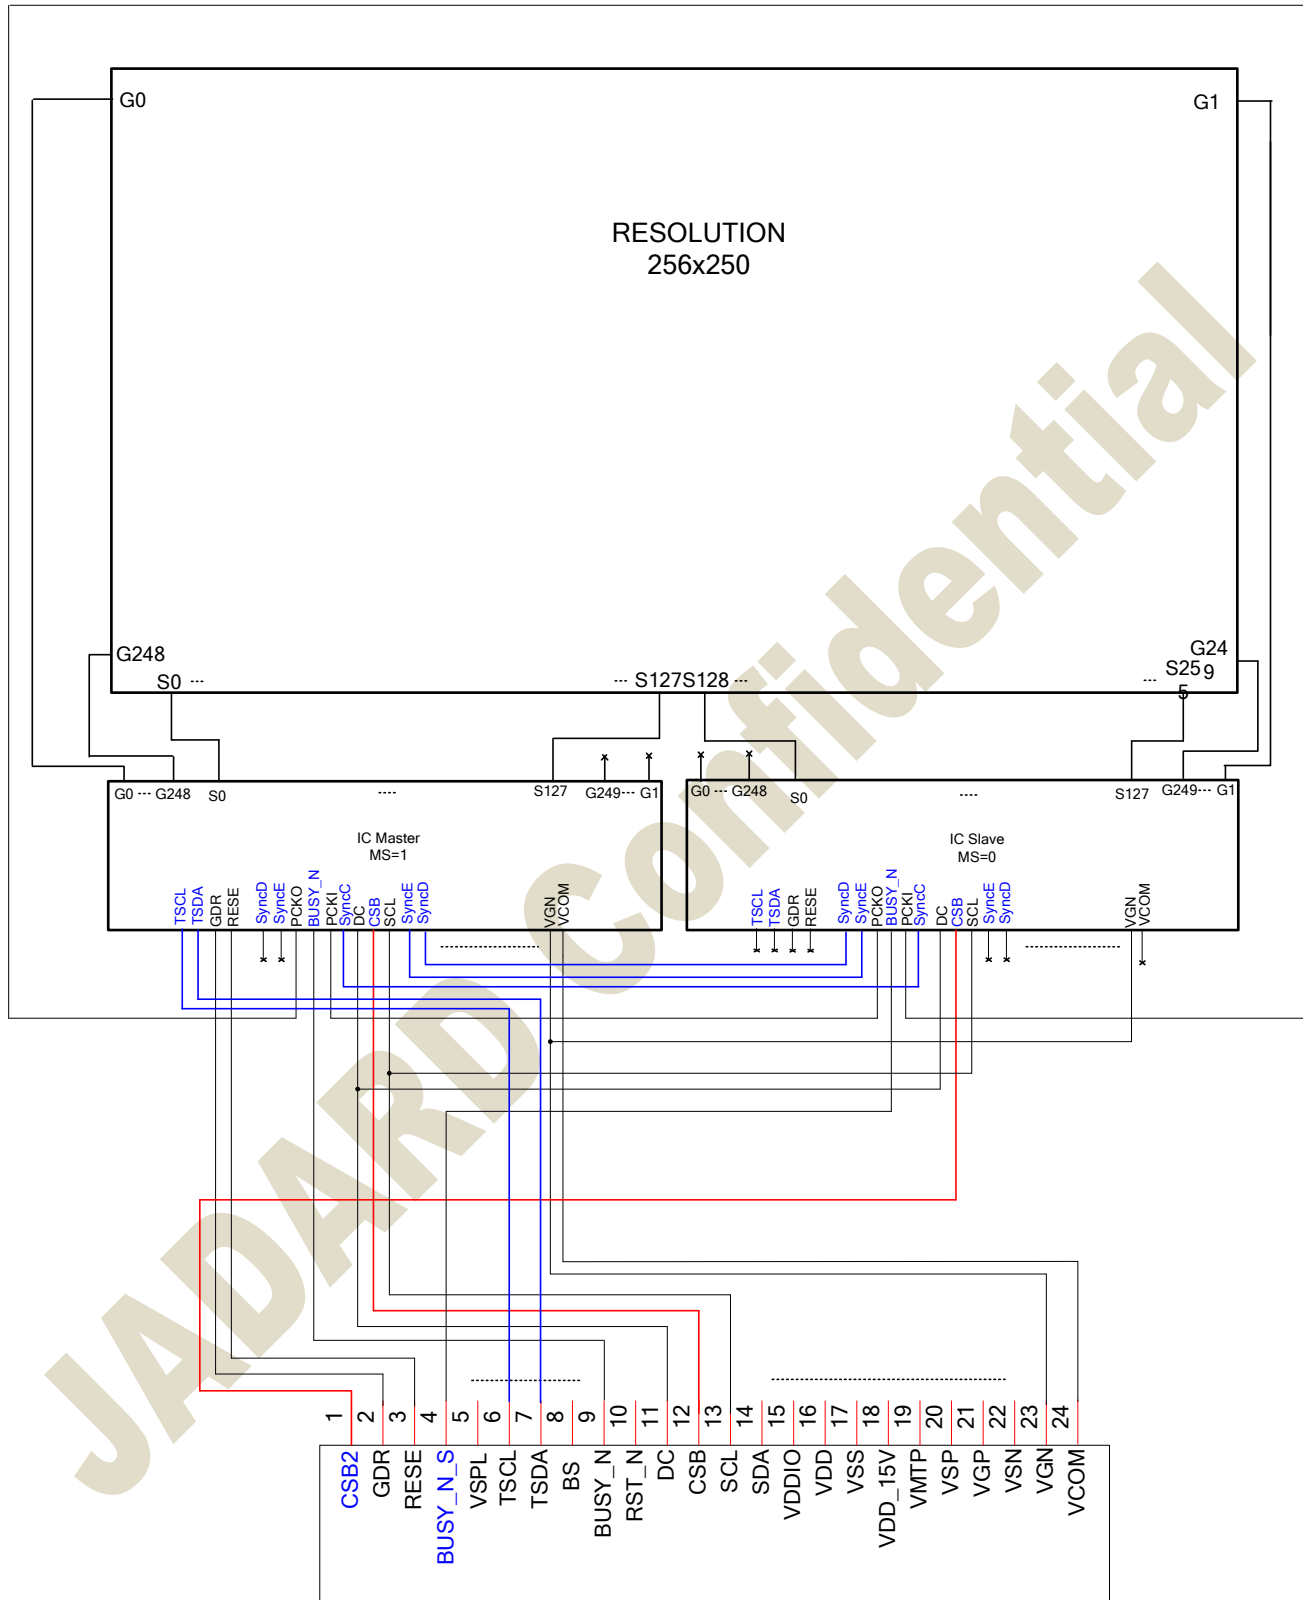 G0
G1
RESOLUTION
256x250
G248
G24
9
S0 ---
--- S127S128 ---
--- S25
5
G0 --- G248
S0
----
S127
G249--- G1
G0 --- G248
S0
----
S127
G249--- G1
IC Master
MS=1
IC Slave
MS=0
TSCL
TSDA
GDR
RESE
SyncD
SyncE
PCKO
BUSY_N
PCKI
SyncC
DC
CSB
SCL
SyncE
SyncD
VGN
VCOM
TSCL
TSDA
GDR
RESE
SyncD
SyncE
PCKO
BUSY_N
PCKI
SyncC
DC
CSB
SCL
SyncE
SyncD
VGN
VCOM
1
2
3
4
5
6
7
8
9
10
11
12
13
14
15
16
17
18
19
20
21
22
23
24
CSB2
GDR
RESE
BUSY_N_S
VSPL
TSCL
TSDA
BS
BUSY_N
RST_N
DC
CSB
SCL
SDA
VDDIO
VDD
VSS
VDD_15V
VMTP
VSP
VGP
VSN
VGN
VCOM
JADARD Confidential